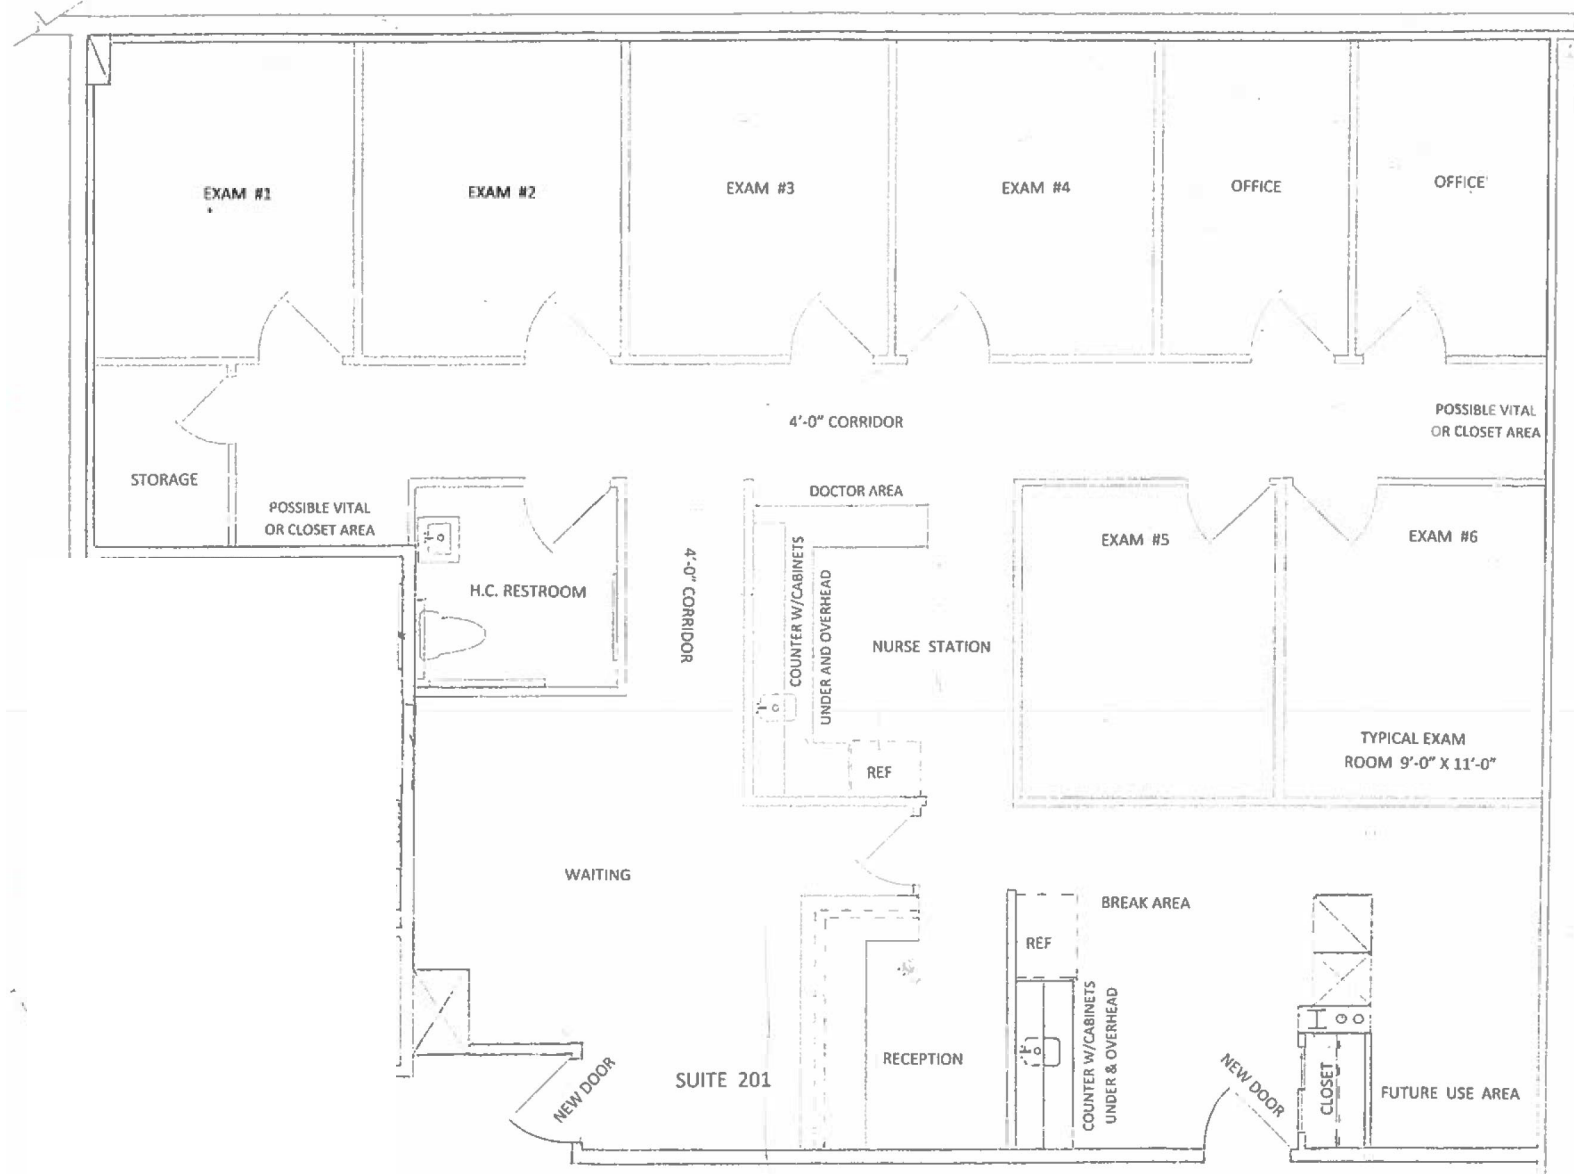 EXAM #1
EXAM #2
EXAM #3
EXAM #4
OFFICE
OFFICE
4'-0" CORRIDOR
POSSIBLE VITAL
OR CLOSET AREA
STORAGE
POSSIBLE VITAL
OR CLOSET AREA
DOCTOR AREA
H.C. RESTROOM
4'-0" CORRIDOR
COUNTER W/CABINETS
UNDER AND OVERHEAD
NURSE STATION
EXAM #5
EXAM #6
TYPICAL EXAM
ROOM 9'-0" X 11'-0"
REF
WAITING
BREAK AREA
REF
COUNTER W/CABINETS
UNDER & OVERHEAD
RECEPTION
SUITE 201
NEW DOOR
NEW DOOR
CLOSET
FUTURE USE AREA